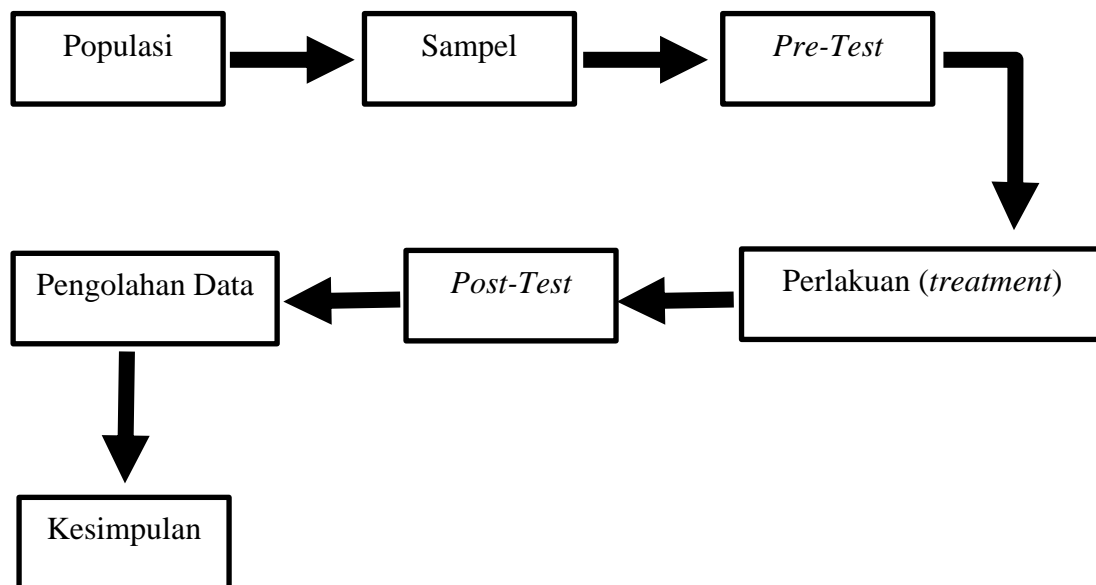 Populasi
Sampel
Pre-Test
Perlakuan (treatment)
Post-Test
Pengolahan Data
Kesimpulan